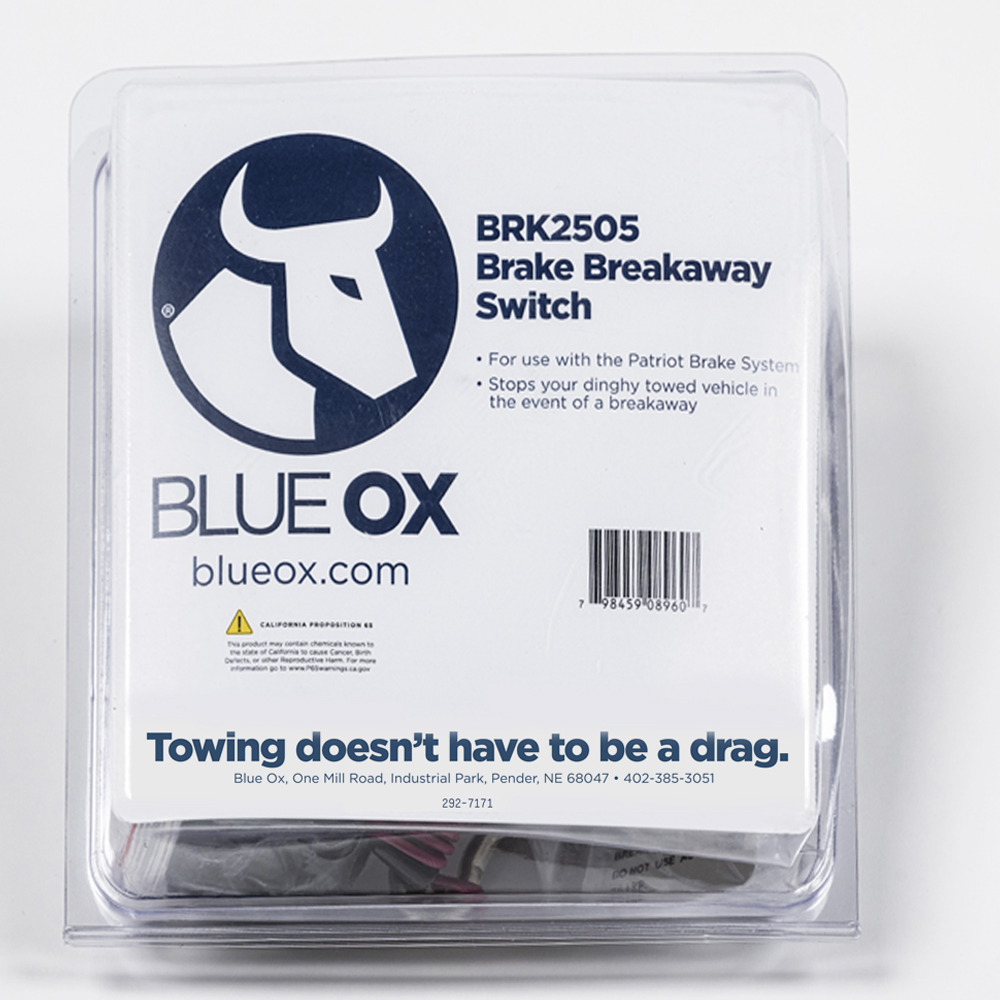 BRK2505
Brake Breakaway
Switch
• For use with the Patriot Brake System
• Stops your dinghy towed vehicle in
the event of a breakaway
®
BLUE OX
blueox.com
7 98459 08960 7
CALIFORNIA PROPOSITION 65
This product may contain chemicals known to
the state of California to cause Cancer, Birth
Defects, or other Reproductive Harm. For more
information go to www.P65warnings.ca.gov
Towing doesn't have to be a drag.
Blue Ox, One Mill Road, Industrial Park, Pender, NE 68047 • 402-385-3051
292-7171
DO NOT USE